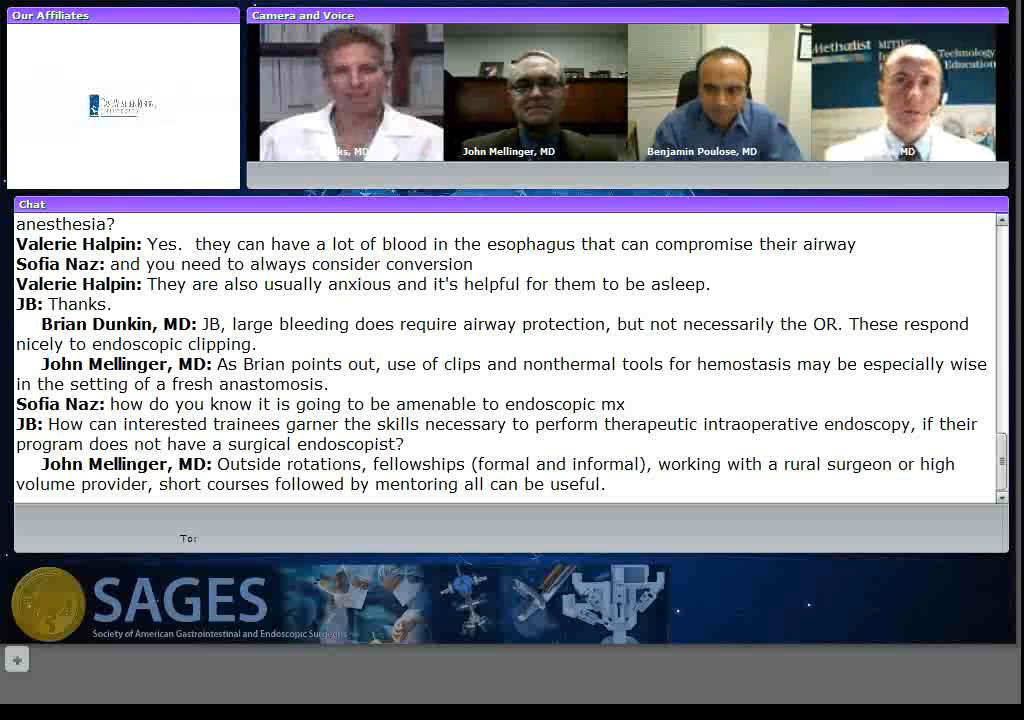 Our Affiliates
Camera and Voice
ks, MD
John Mellinger, MD
Benjamin Poulose, MD
MD
Methodist
Technology
Education
Chat
anesthesia?
Valerie Halpin: Yes.  they can have a lot of blood in the esophagus that can compromise their airway
Sofia Naz: and you need to always consider conversion
Valerie Halpin: They are also usually anxious and it's helpful for them to be asleep.
JB: Thanks.
Brian Dunkin, MD: JB, large bleeding does require airway protection, but not necessarily the OR. These respond
nicely to endoscopic clipping.
John Mellinger, MD: As Brian points out, use of clips and nonthermal tools for hemostasis may be especially wise
in the setting of a fresh anastomosis.
Sofia Naz: how do you know it is going to be amenable to endoscopic mx
JB: How can interested trainees garner the skills necessary to perform therapeutic intraoperative endoscopy, if their
program does not have a surgical endoscopist?
John Mellinger, MD: Outside rotations, fellowships (formal and informal), working with a rural surgeon or high
volume provider, short courses followed by mentoring all can be useful.
To:
SAGES
Society of American Gastrointestinal and Endoscopic Surgeons